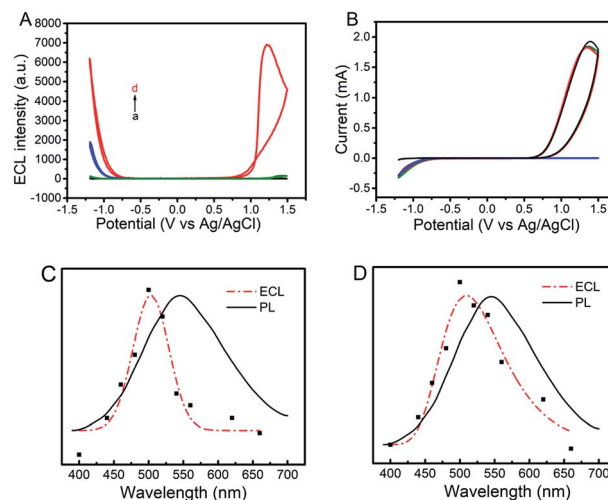 A
ECL intensity (a.u.)
8000
7000
6000
5000
4000
3000
2000
1000
0
-1000
d
a
-1.5 -1.0 -0.5 0.0 0.5 1.0 1.5
Potential (V vs Ag/AgCl)
B
Current (mA)
2.0
1.5
1.0
0.5
0.0
-0.5
-1.5 -1.0 -0.5 0.0 0.5 1.0 1.5
Potential (V vs Ag/AgCl)
C
ECL
PL
400 450 500 550 600 650 700
Wavelength (nm)
D
ECL
PL
400 450 500 550 600 650 700
Wavelength (nm)